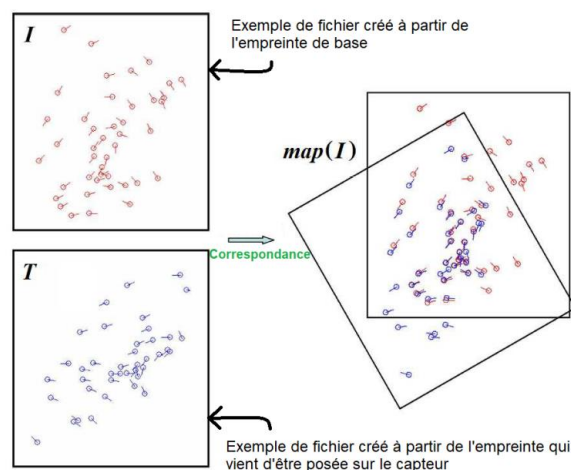 I
Exemple de fichier créé à partir de
l'empreinte de base
map(I)
Correspondance
T
Exemple de fichier créé à partir de l'empreinte qui
vient d'être posée sur le capteur